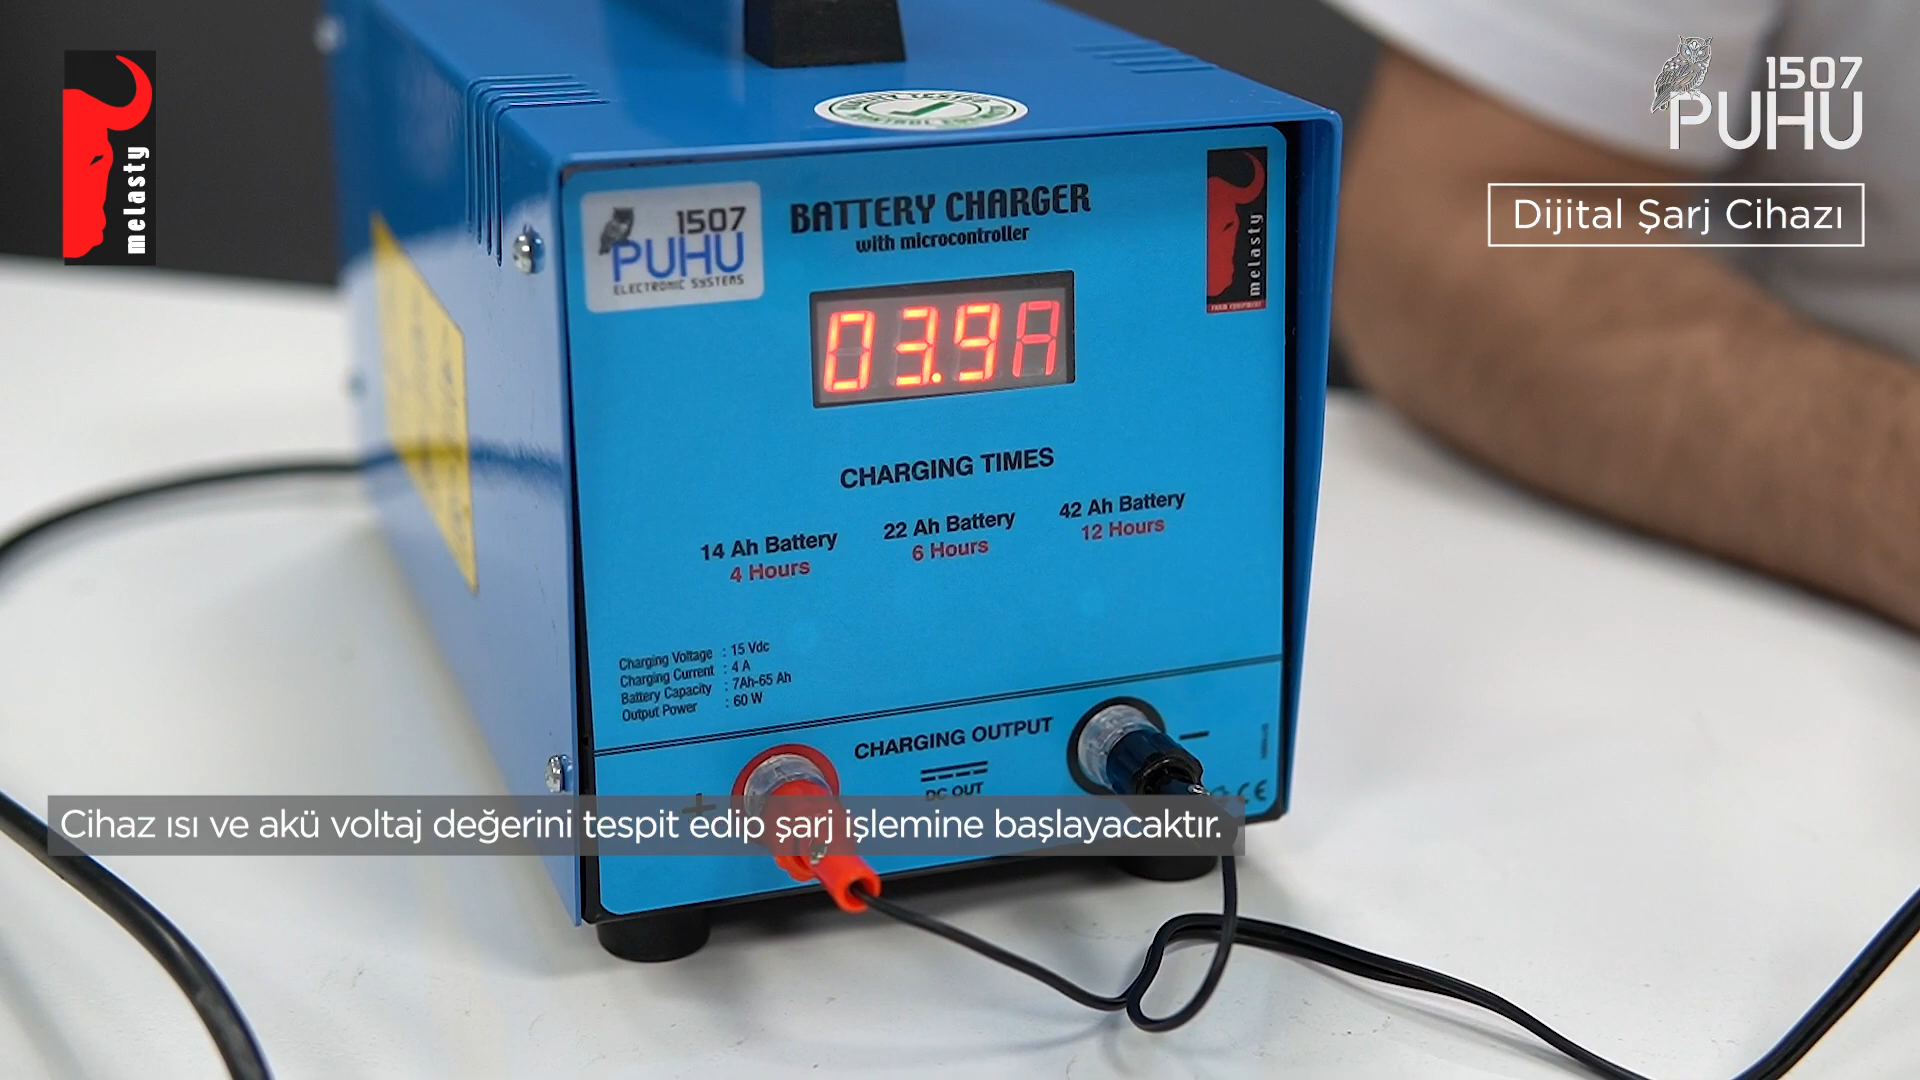 melasty
1507
PUHU
Dijital Şarj Cihazı
1507
PUHU
ELECTRONIC SYSTEMS
BATTERY CHARGER
with microcontroller
melasty
FARM EQUIPMENT
03.9A
CHARGING TIMES
14 Ah Battery
4 Hours
22 Ah Battery
6 Hours
42 Ah Battery
12 Hours
Charging Voltage : 15 Vdc
Charging Current : 4 A
Battery Capacity : 7Ah-65 Ah
Output Power : 60 W
CHARGING OUTPUT
+
-
DC OUT
CE
Cihaz ısı ve akü voltaj değerini tespit edip şarj işlemine başlayacaktır.